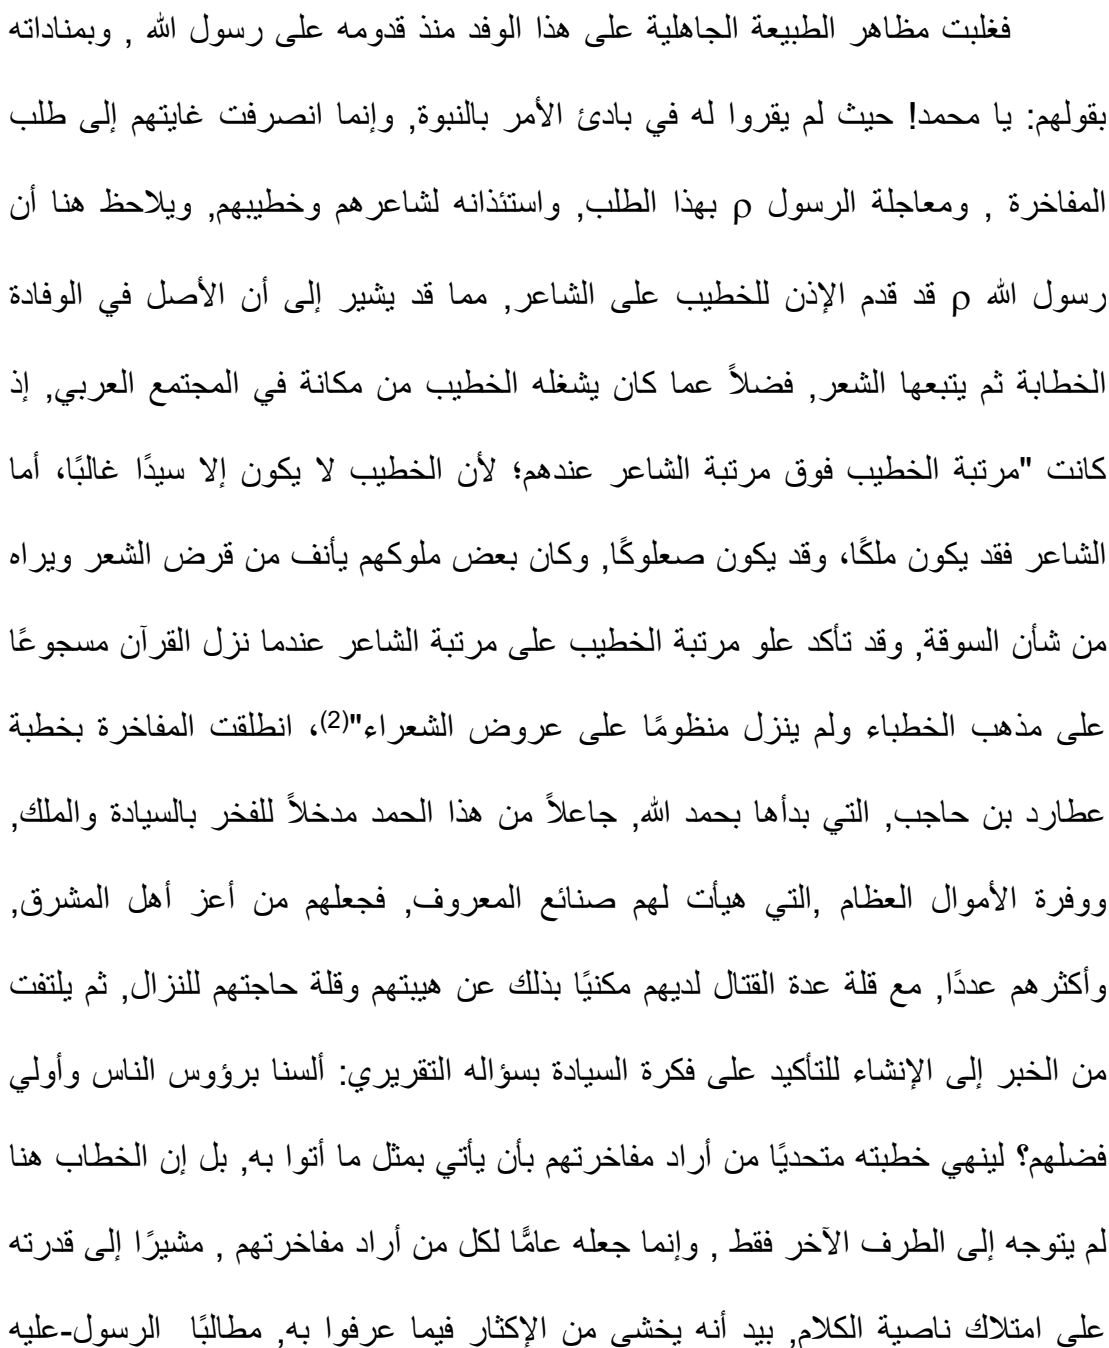 فغلبت مظاهر الطبيعة الجاهلية على هذا الوفد منذ قدومه على رسول الله , وبمناداته
بقولهم: يا محمد! حيث لم يقروا له في بادئ الأمر بالنبوة, وإنما انصرفت غايتهم إلى طلب
المفاخرة , ومعاجلة الرسول ρ بهذا الطلب, واستئذانه لشاعرهم وخطيبهم, ويلاحظ هنا أن
رسول الله ρ قد قدم الإذن للخطيب على الشاعر, مما قد يشير إلى أن الأصل في الوفادة
الخطابة ثم يتبعها الشعر, فضلاً عما كان يشغله الخطيب من مكانة في المجتمع العربي, إذ
كانت "مرتبة الخطيب فوق مرتبة الشاعر عندهم؛ لأن الخطيب لا يكون إلا سيدًا غالبًا، أما
الشاعر فقد يكون ملكًا، وقد يكون صعلوكًا, وكان بعض ملوكهم يأنف من قرض الشعر ويراه
من شأن السوقة, وقد تأكد علو مرتبة الخطيب على مرتبة الشاعر عندما نزل القرآن مسجوعًا
على مذهب الخطباء ولم ينزل منظومًا على عروض الشعراء"(2)، انطلقت المفاخرة بخطبة
عطارد بن حاجب, التي بدأها بحمد الله, جاعلاً من هذا الحمد مدخلاً للفخر بالسيادة والملك,
ووفرة الأموال العظام ,التي هيأت لهم صنائع المعروف, فجعلهم من أعز أهل المشرق,
وأكثرهم عددًا, مع قلة عدة القتال لديهم مكنيًا بذلك عن هيبتهم وقلة حاجتهم للنزال, ثم يلتفت
من الخبر إلى الإنشاء للتأكيد على فكرة السيادة بسؤاله التقريري: ألسنا برؤوس الناس وأولي
فضلهم؟ لينهي خطبته متحديًا من أراد مفاخرتهم بأن يأتي بمثل ما أتوا به, بل إن الخطاب هنا
لم يتوجه إلى الطرف الآخر فقط , وإنما جعله عامًّا لكل من أراد مفاخرتهم , مشيرًا إلى قدرته
على امتلاك ناصية الكلام, بيد أنه يخشى من الإكثار فيما عرفوا به, مطالبًا الرسول-عليه